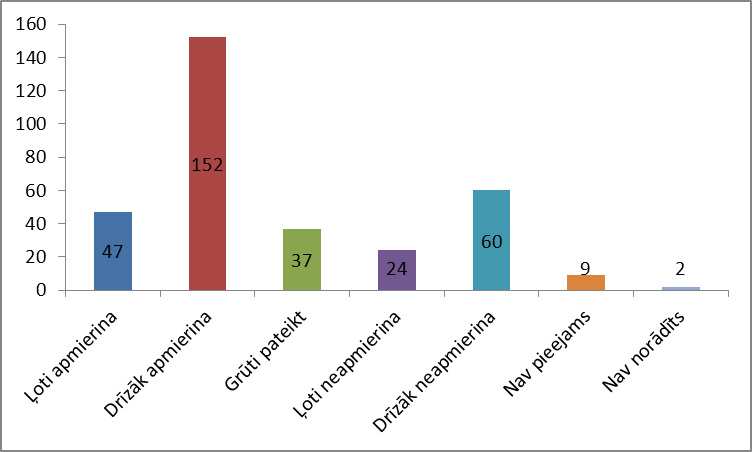 160
140
120
100
80
60
40
20
0
47
152
37
24
60
9
2
Ļoti apmierina
Drīzāk apmierina
Grūti pateikt
Ļoti neapmierina
Drīzāk neapmierina
Nav pieejams
Nav norādīts